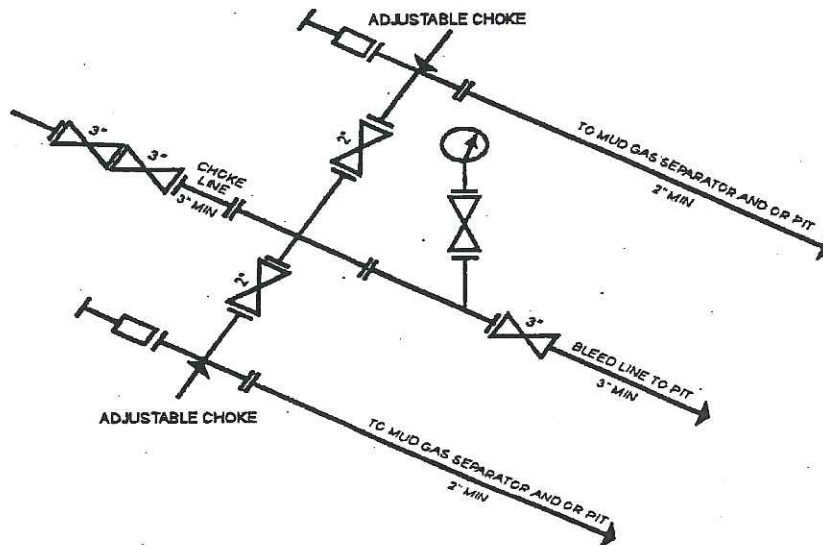 ADJUSTABLE CHOKE
3"
3"
2"
CHOKE
LINE
3" MIN
TO MUD GAS SEPARATOR AND OR PIT
2" MIN
2"
3"
BLEED LINE TO PIT
3" MIN
ADJUSTABLE CHOKE
TO MUD GAS SEPARATOR AND OR PIT
2" MIN